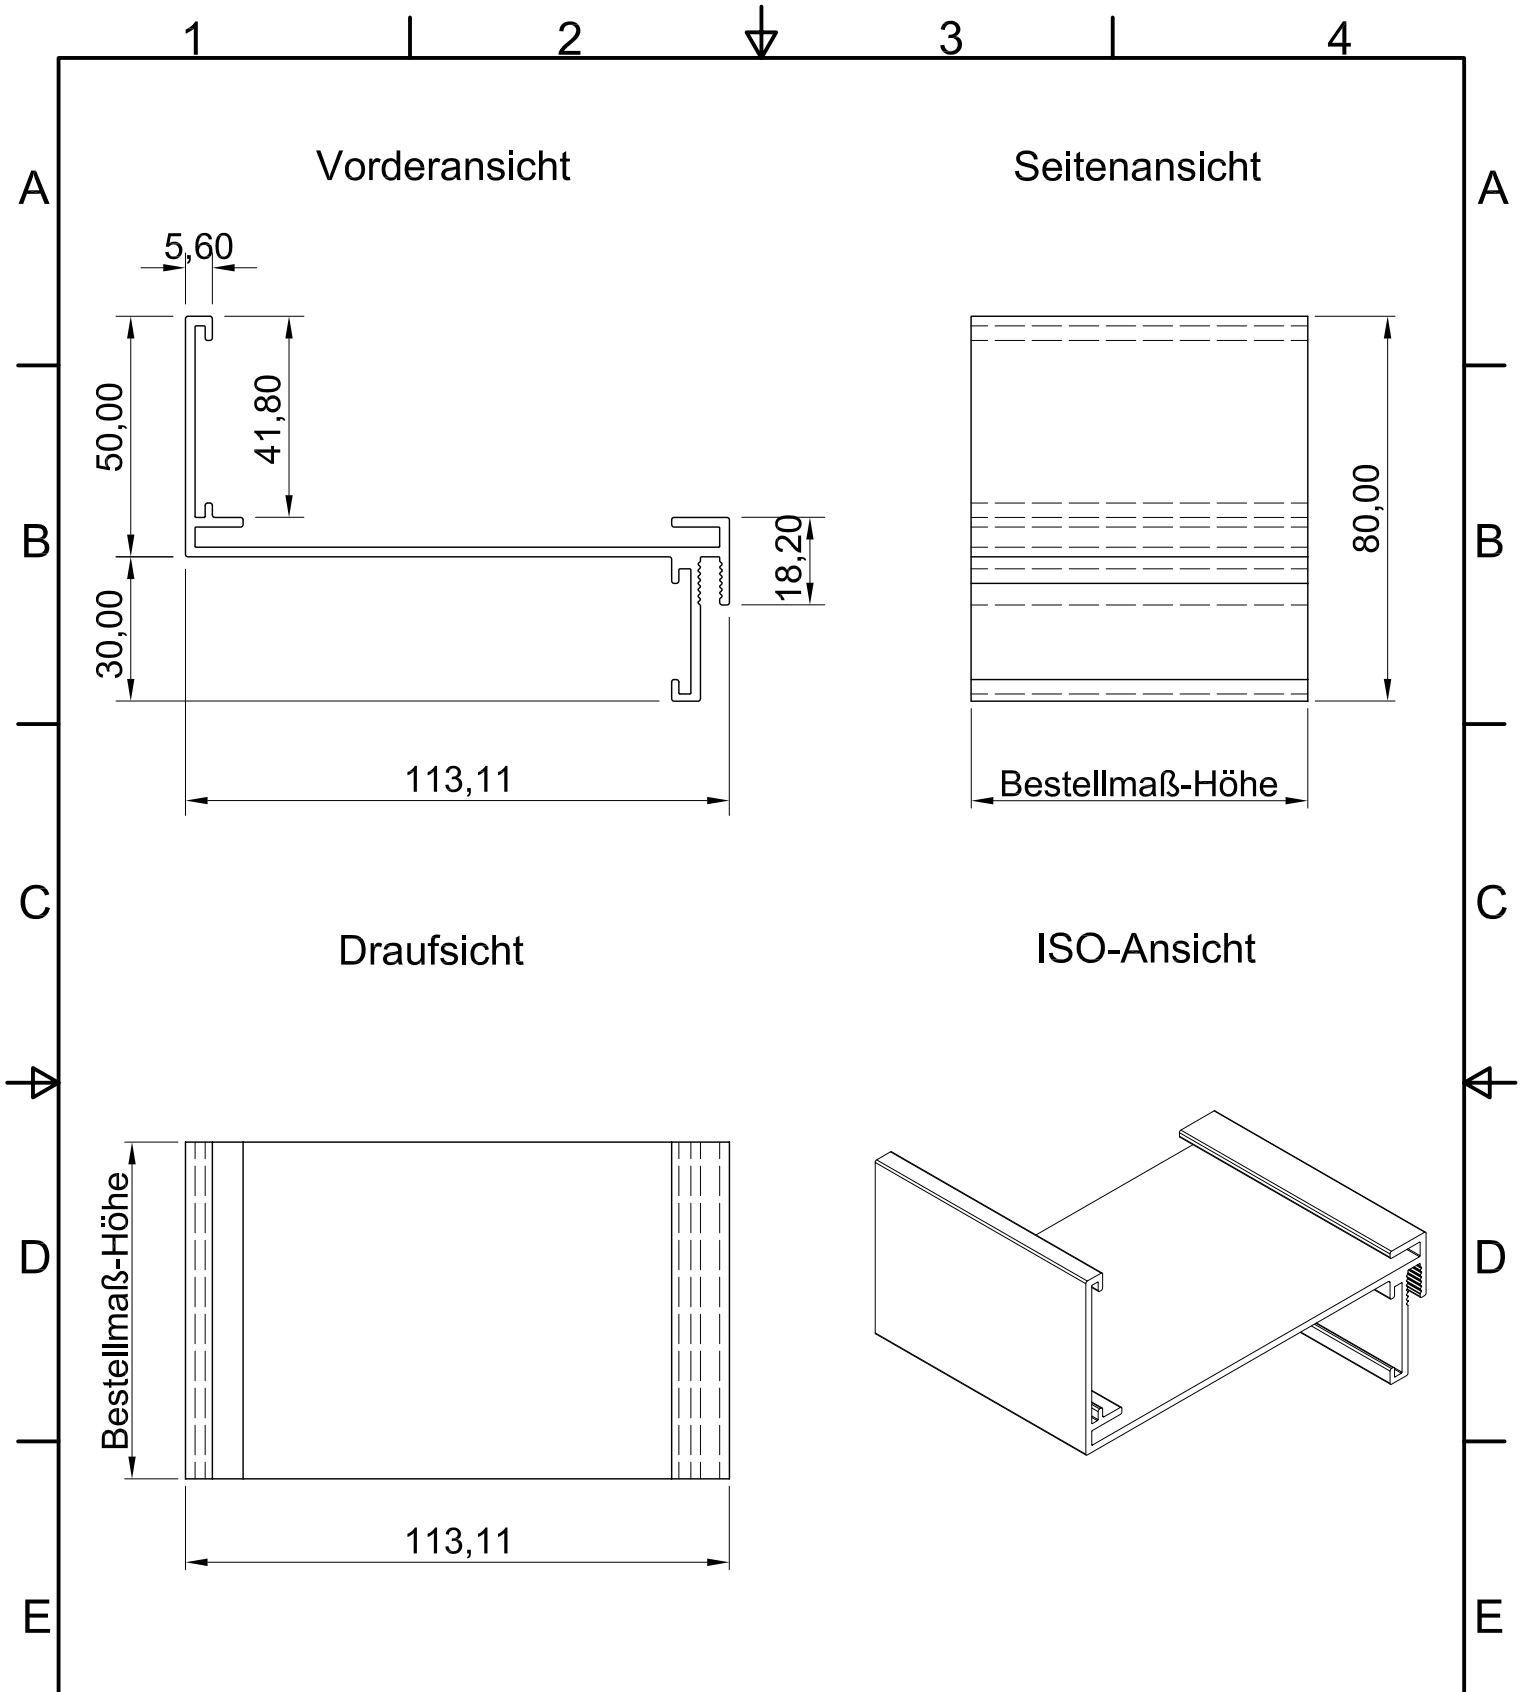 1 2 3 4
A A
Vorderansicht Seitenansicht
5,60
50,00
41,80
30,00
18,20
113,11
80,00
Bestellmaß-Höhe
B B
C C
Draufsicht ISO-Ansicht
Bestellmaß-Höhe
113,11
D D
E E